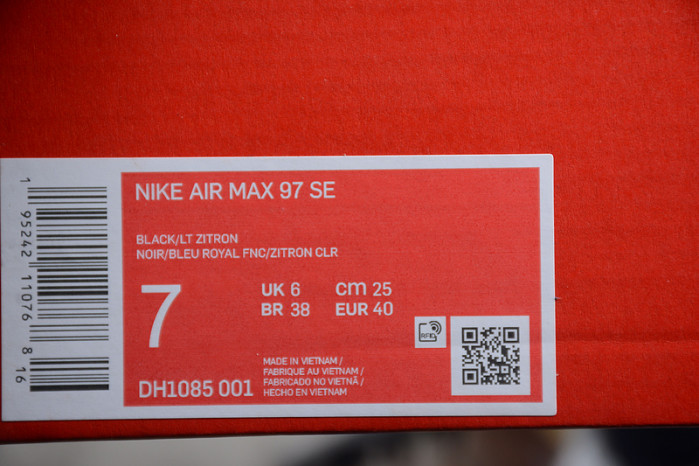 NIKE AIR MAX 97 SE
BLACK/LT ZITRON
NOIR/BLEU ROYAL FNC/ZITRON CLR
7
UK 6 cm 25
BR 38 EUR 40
RFID
MADE IN VIETNAM /
FABRIQUE AU VIETNAM /
FABRICADO NO VIETNÃ /
HECHO EN VIETNAM
DH1085 001
1 95242 11076 8 16